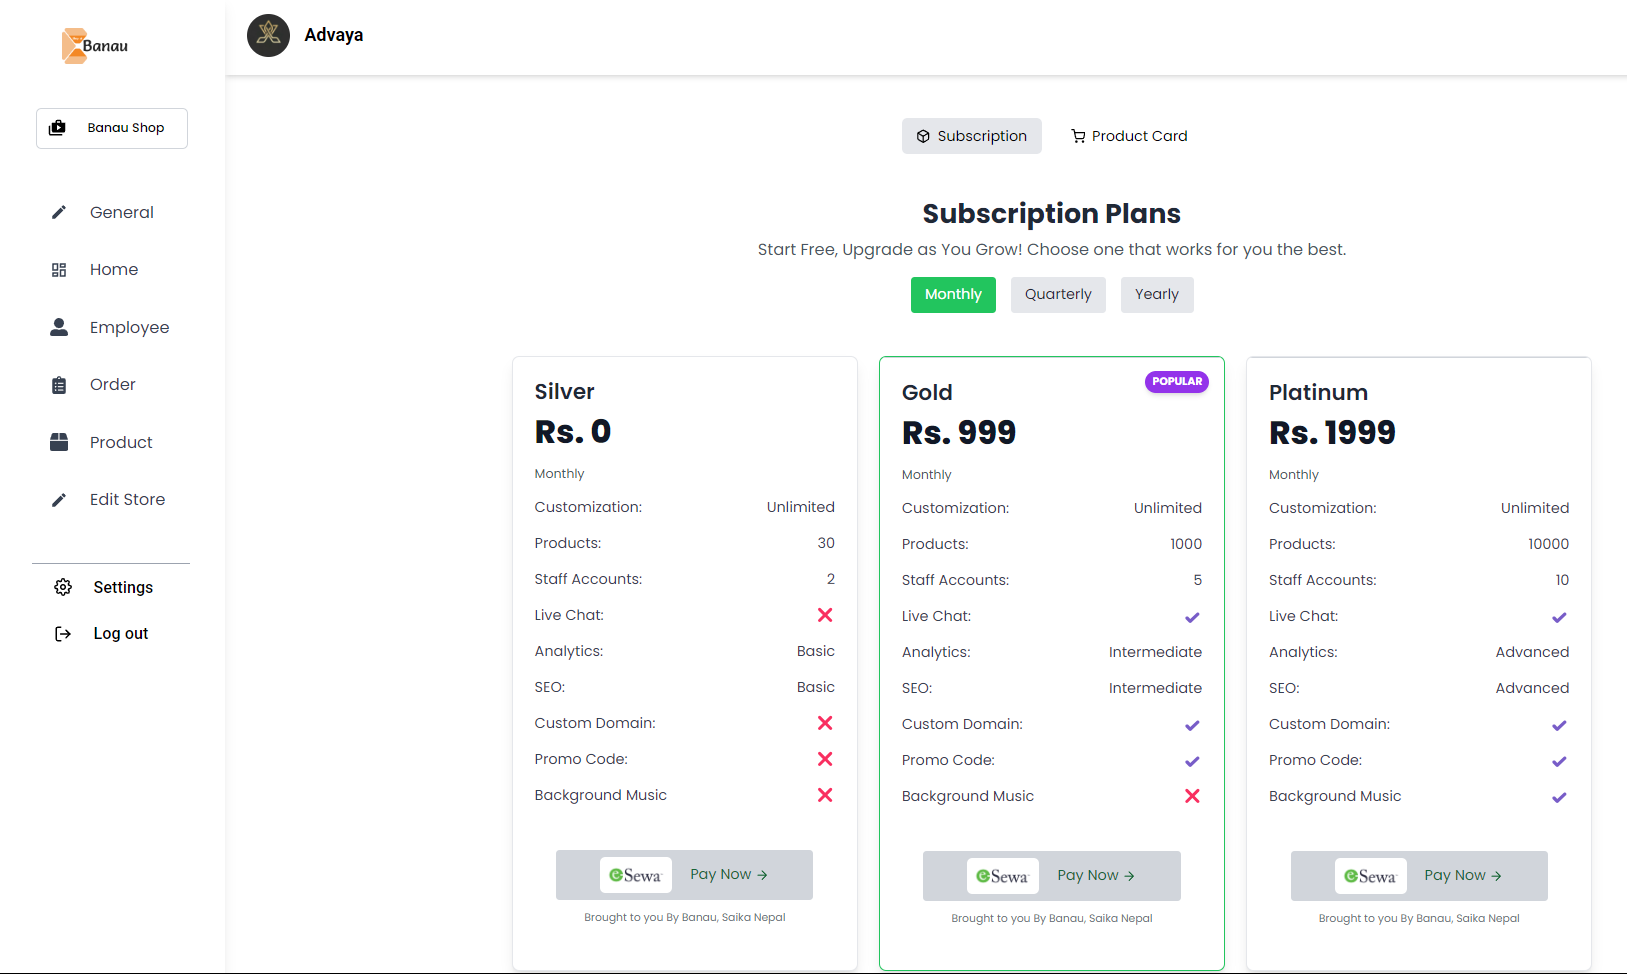 Banau
Advaya
Banau Shop
General
Home
Employee
Order
Product
Edit Store
Settings
Log out
Subscription
Product Card
Subscription Plans
Start Free, Upgrade as You Grow! Choose one that works for you the best.
Monthly
Quarterly
Yearly
Silver
Rs. 0
Monthly
Customization: Unlimited
Products: 30
Staff Accounts: 2
Live Chat:
Analytics: Basic
SEO: Basic
Custom Domain:
Promo Code:
Background Music
eSewa Pay Now →
Brought to you By Banau, Saika Nepal
POPULAR
Gold
Rs. 999
Monthly
Customization: Unlimited
Products: 1000
Staff Accounts: 5
Live Chat:
Analytics: Intermediate
SEO: Intermediate
Custom Domain:
Promo Code:
Background Music
eSewa Pay Now →
Brought to you By Banau, Saika Nepal
Platinum
Rs. 1999
Monthly
Customization: Unlimited
Products: 10000
Staff Accounts: 10
Live Chat:
Analytics: Advanced
SEO: Advanced
Custom Domain:
Promo Code:
Background Music
eSewa Pay Now →
Brought to you By Banau, Saika Nepal